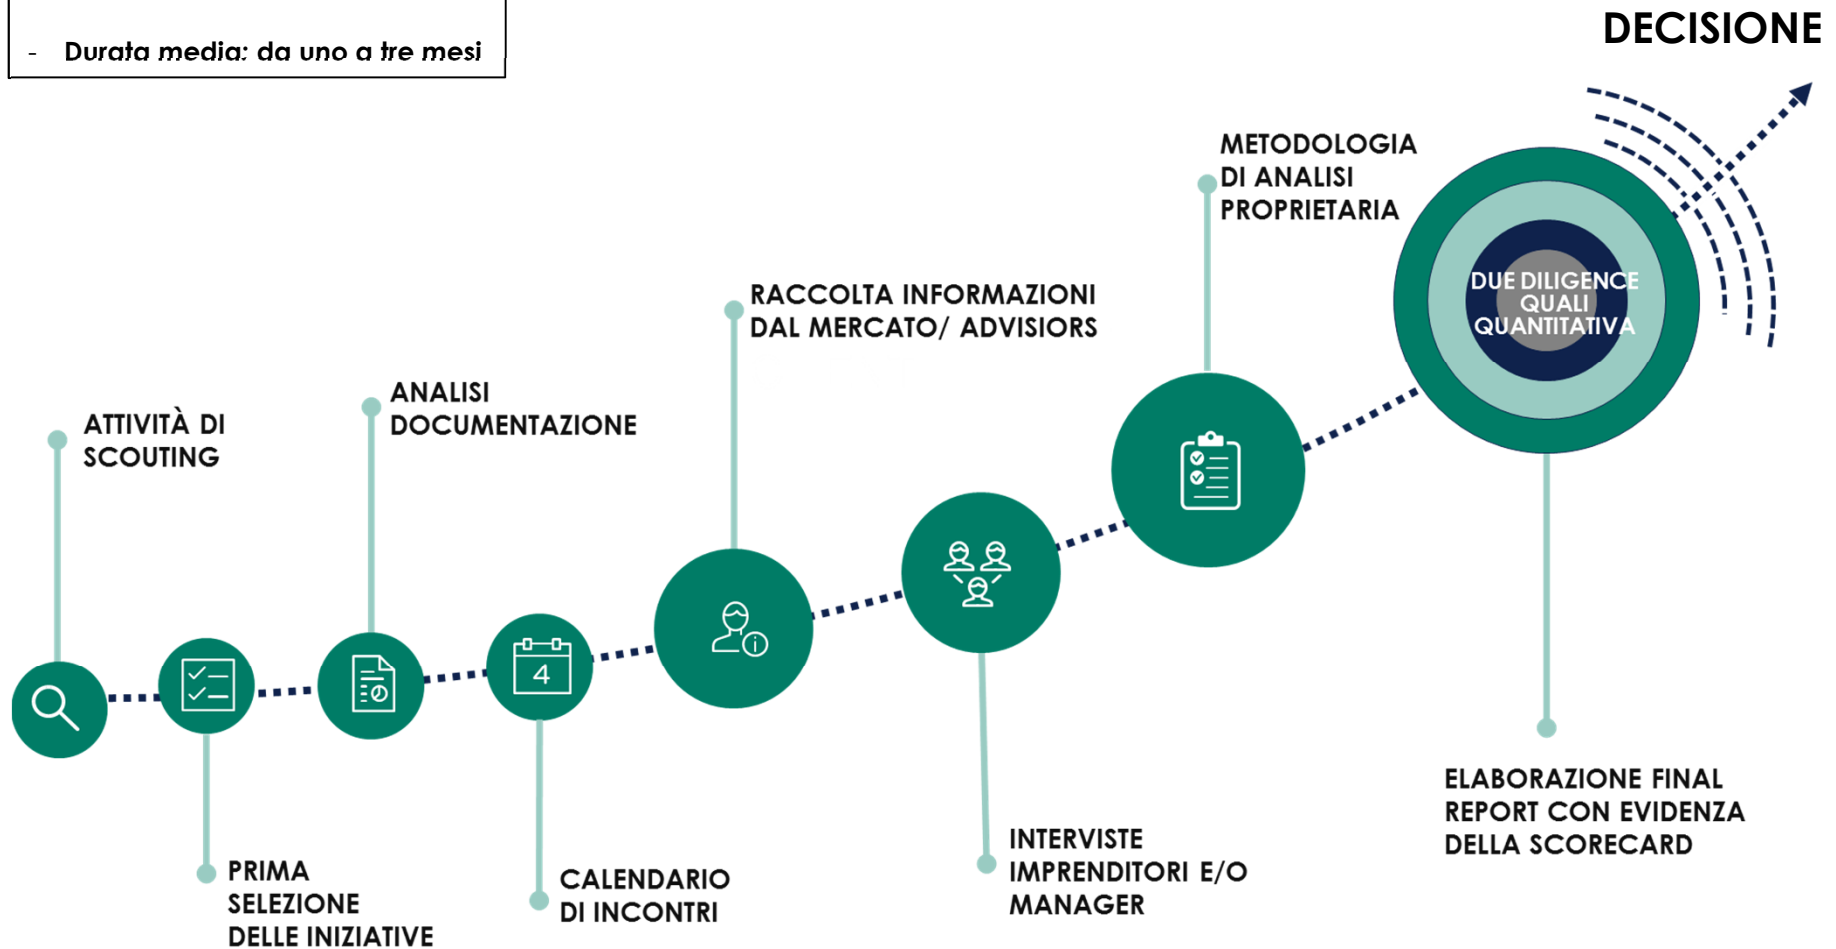 - Durata media: da uno a tre mesi
DECISIONE
ATTIVITÀ DI
SCOUTING
PRIMA
SELEZIONE
DELLE INIZIATIVE
ANALISI
DOCUMENTAZIONE
4
CALENDARIO
DI INCONTRI
RACCOLTA INFORMAZIONI
DAL MERCATO/ ADVISIORS
i
INTERVISTE
IMPRENDITORI E/O
MANAGER
METODOLOGIA
DI ANALISI
PROPRIETARIA
DUE DILIGENCE
QUALI
QUANTITATIVA
ELABORAZIONE FINAL
REPORT CON EVIDENZA
DELLA SCORECARD